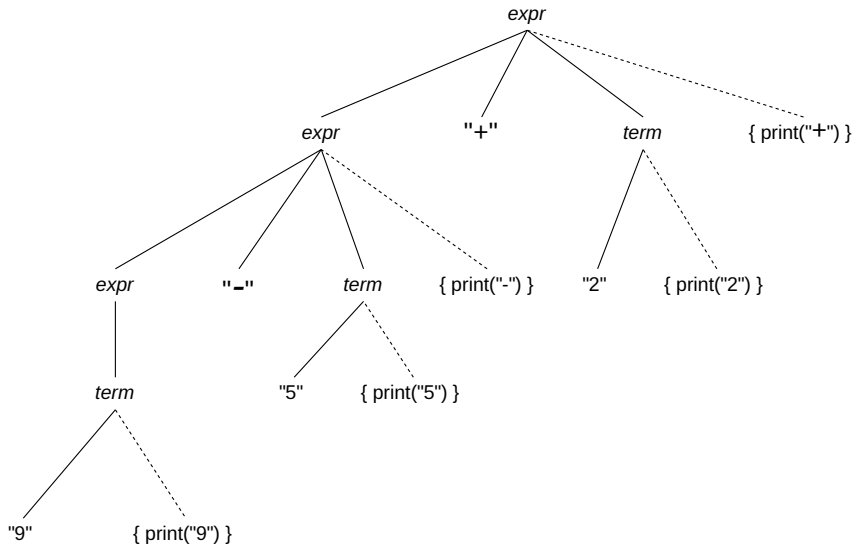 expr
expr "+" term { print("+") }
expr "-" term { print("-") } "2" { print("2") }
term "5" { print("5") }
"9" { print("9") }